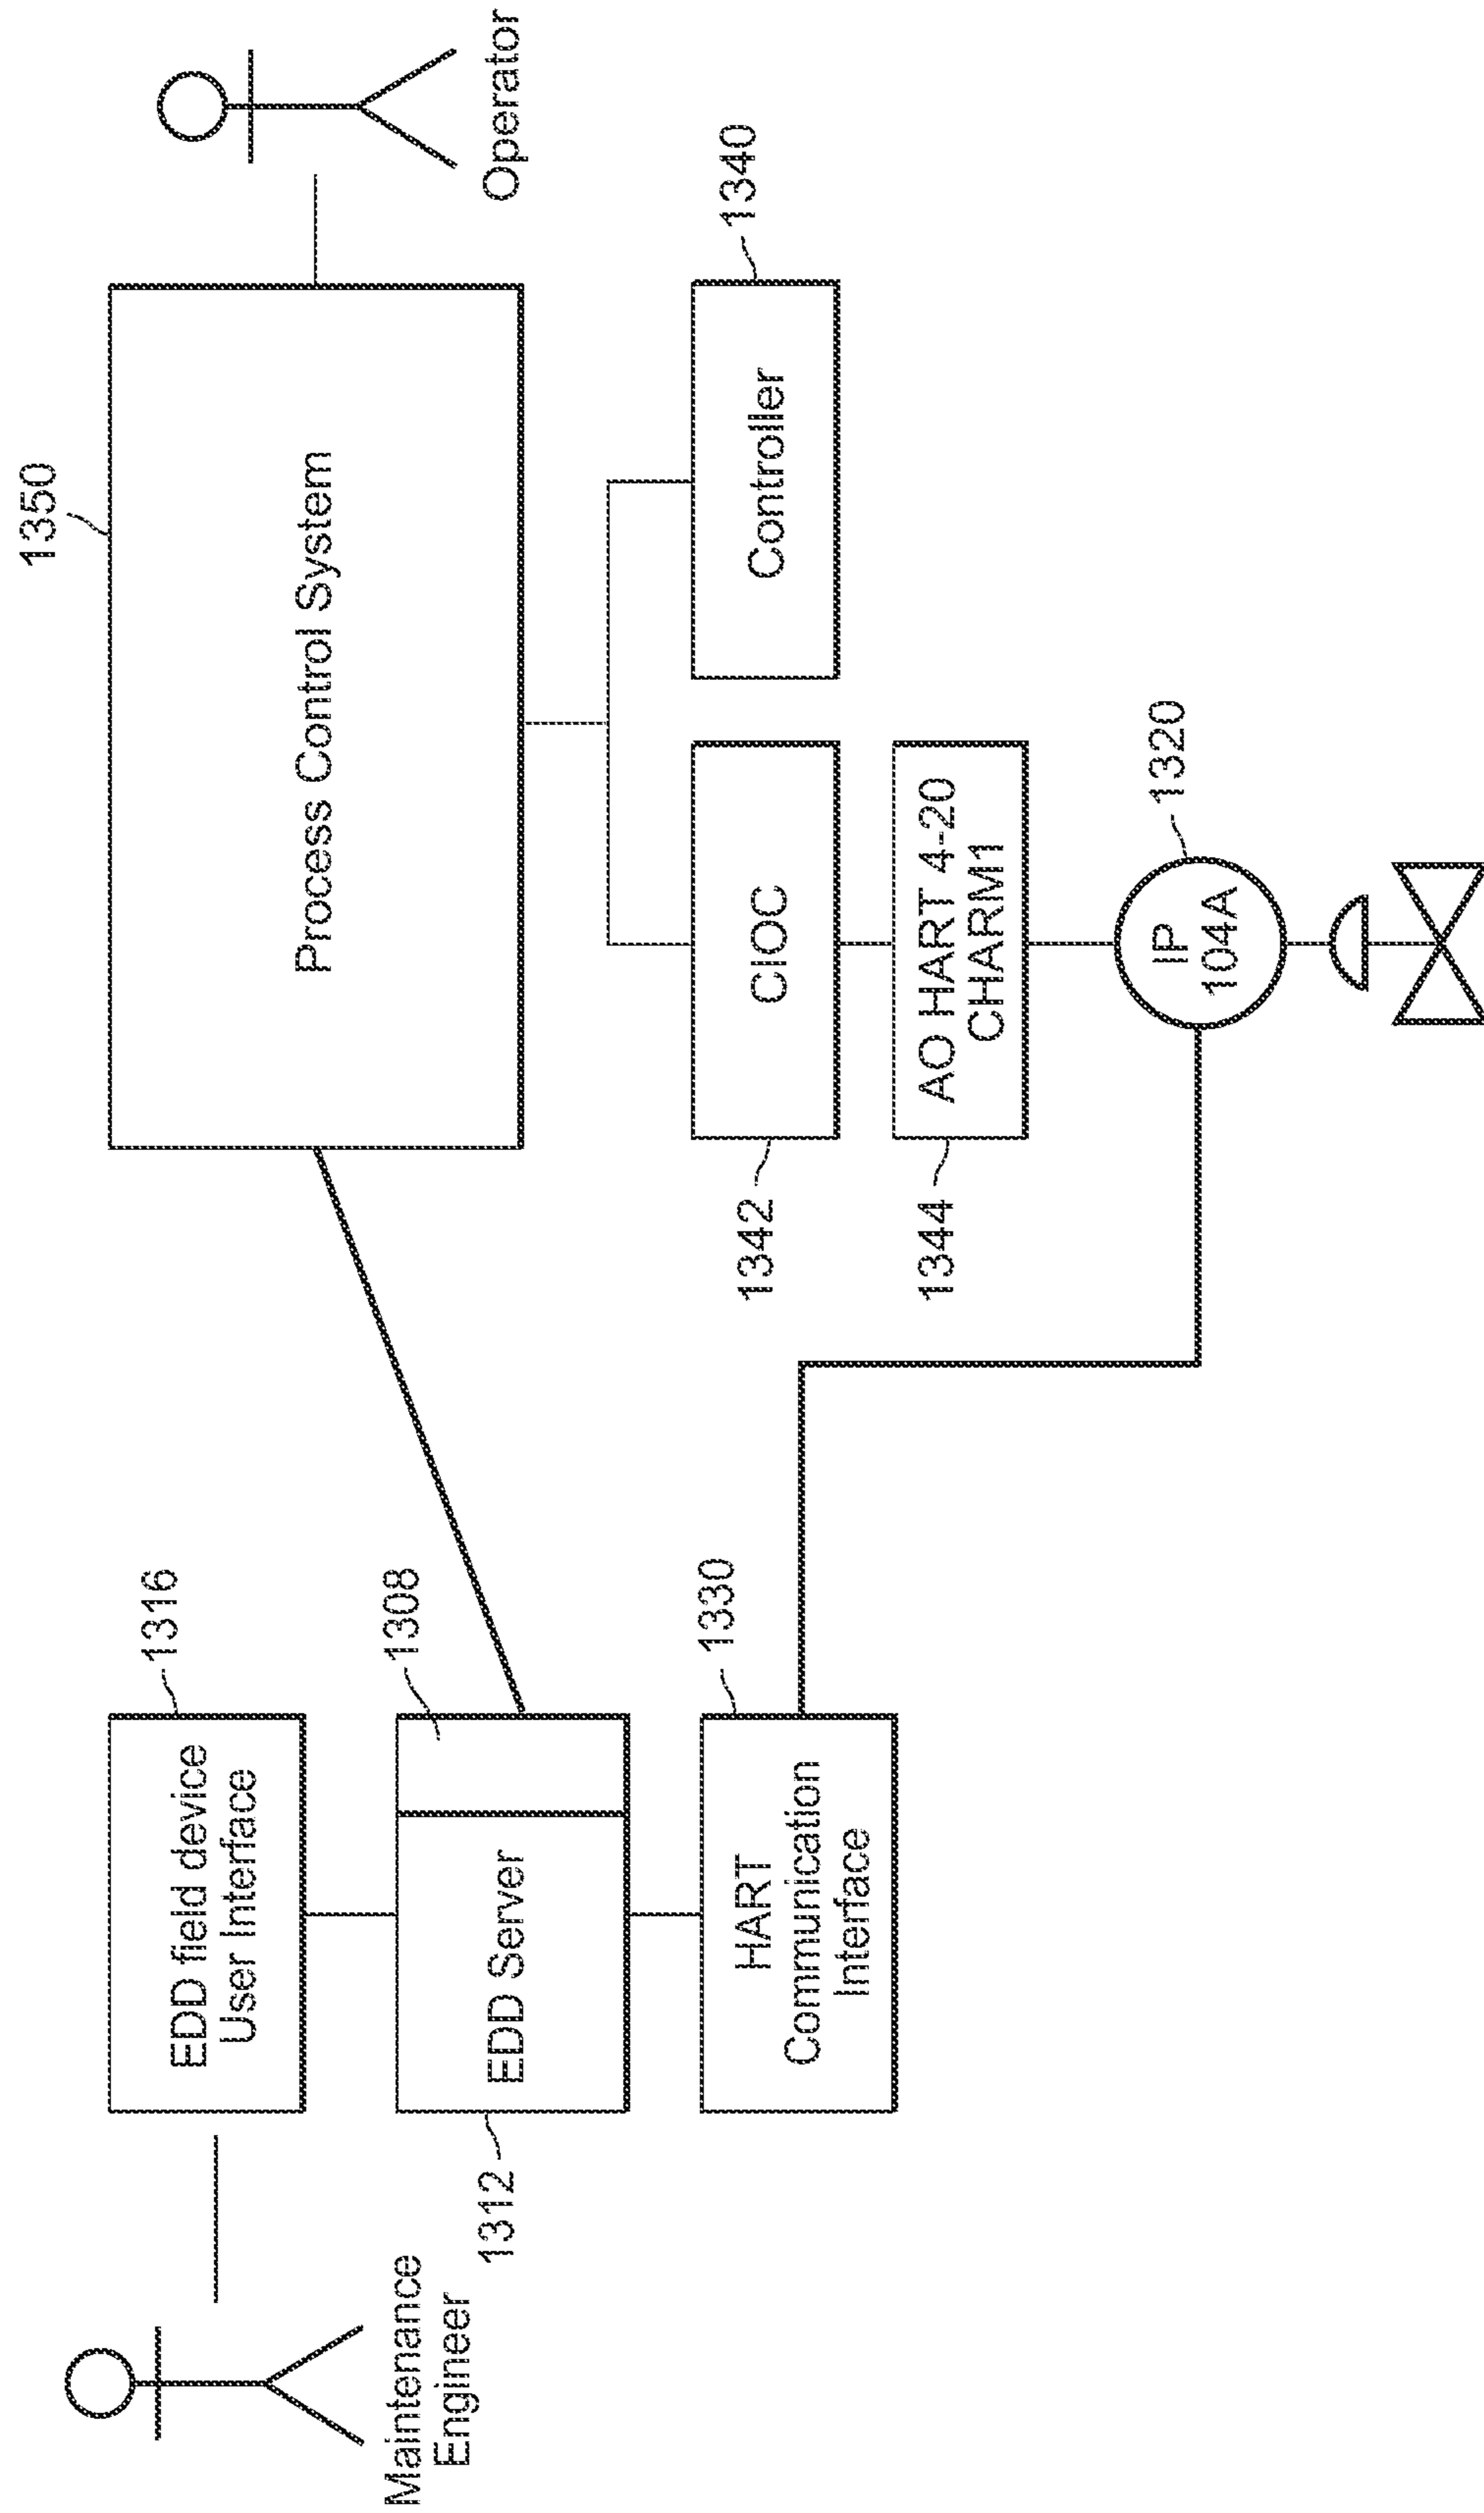 1350
Operator
Process Control System
1316
EDD field device
User Interface
1308
EDD Server
1312
Maintenance
Engineer
1330
HART
Communication
Interface
1342
CIOC
1340
Controller
1344
AO HART 4-20
CHARM1
1320
IP
104A